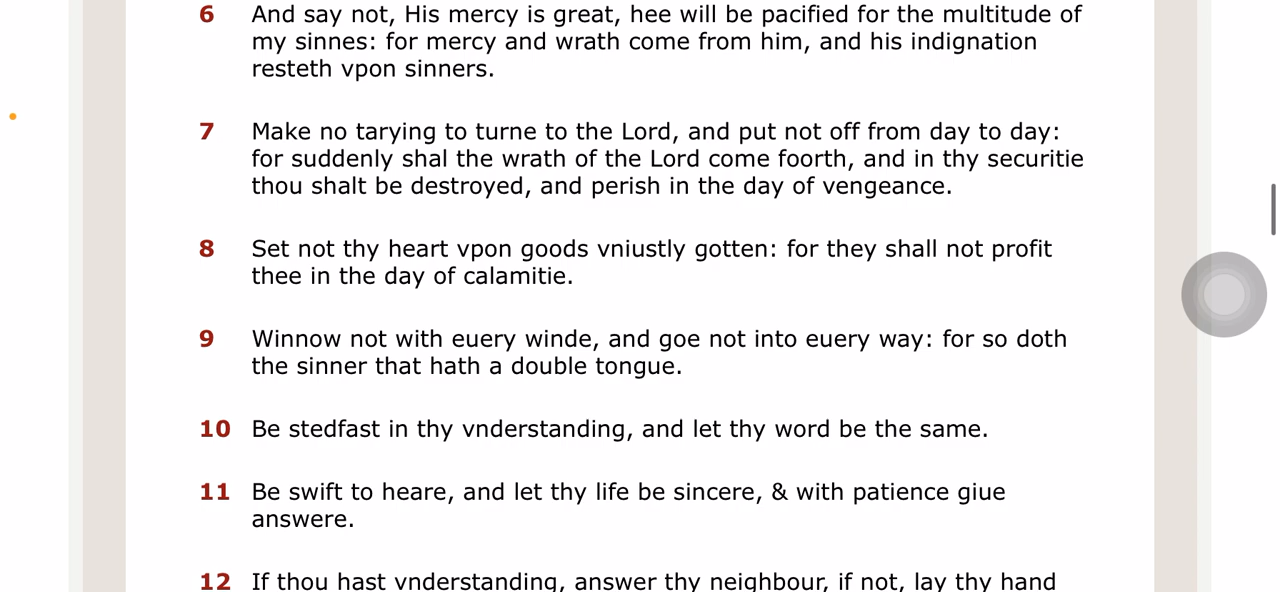 6 And say not, His mercy is great, hee will be pacified for the multitude of
my sinnes: for mercy and wrath come from him, and his indignation
resteth vpon sinners.
7 Make no tarying to turne to the Lord, and put not off from day to day:
for suddenly shal the wrath of the Lord come foorth, and in thy securitie
thou shalt be destroyed, and perish in the day of vengeance.
8 Set not thy heart vpon goods vniustly gotten: for they shall not profit
thee in the day of calamitie.
9 Winnow not with euery winde, and goe not into euery way: for so doth
the sinner that hath a double tongue.
10 Be stedfast in thy vnderstanding, and let thy word be the same.
11 Be swift to heare, and let thy life be sincere, & with patience giue
answere.
12 If thou hast vnderstanding, answer thy neighbour, if not, lay thy hand